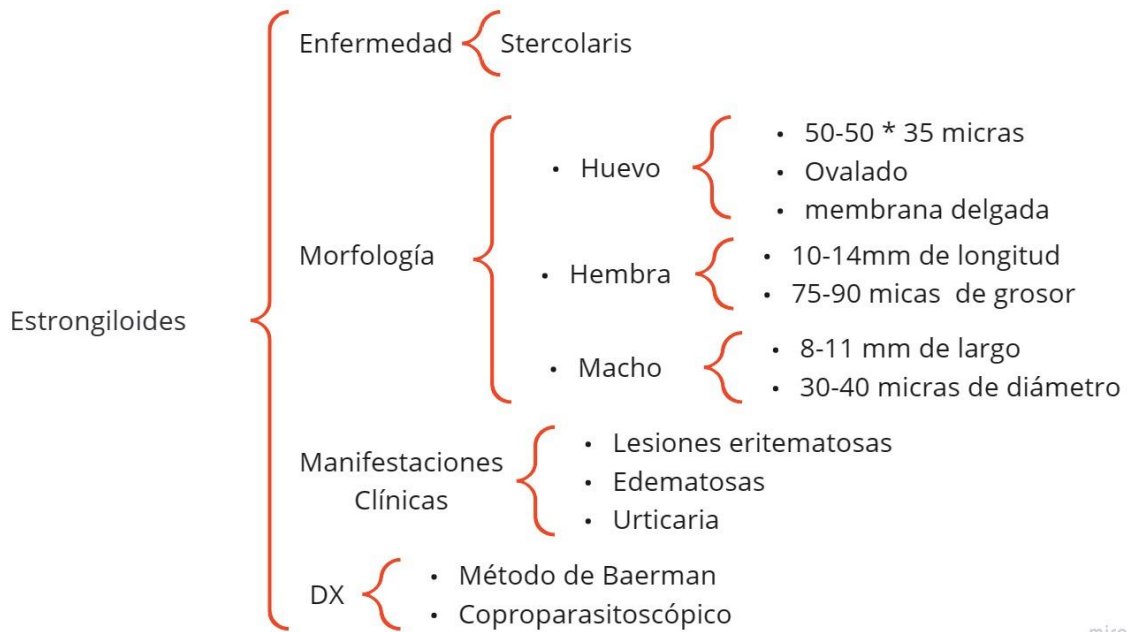 Estrongiloides
Enfermedad
Stercolaris
Morfología
• Huevo
• 50-50 * 35 micras
• Ovalado
• membrana delgada
• Hembra
• 10-14mm de longitud
• 75-90 micas de grosor
• Macho
• 8-11 mm de largo
• 30-40 micras de diámetro
Manifestaciones
Clínicas
• Lesiones eritematosas
• Edematosas
• Urticaria
DX
• Método de Baerman
• Coproparasitoscópico
miro